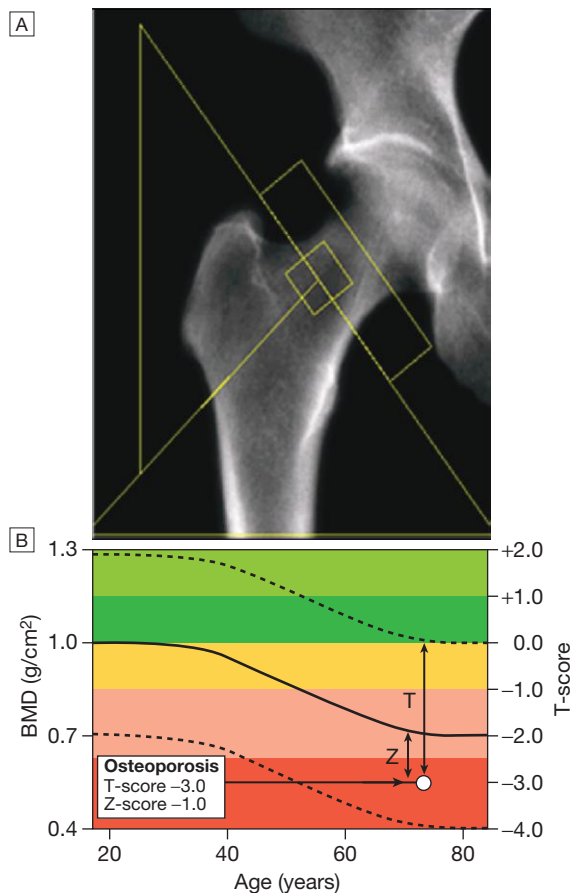 A
B
1.3
1.0
0.7
0.4
BMD (g/cm²)
+2.0
+1.0
0.0
−1.0
−2.0
−3.0
−4.0
T-score
T
Z
Osteoporosis
T-score −3.0
Z-score −1.0
20 40 60 80
Age (years)